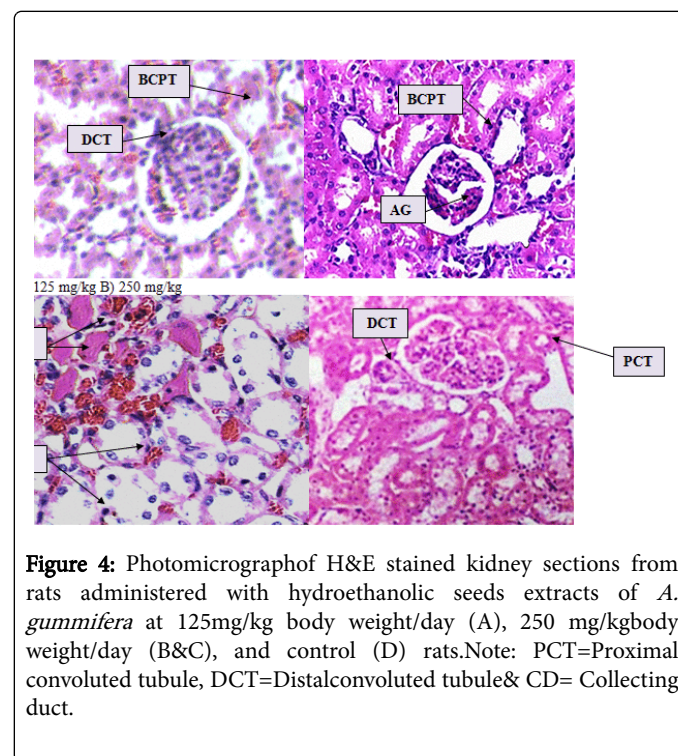 BCPT
DCT
BCPT
AG
125 mg/kg B) 250 mg/kg
DCT
PCT
Figure 4: Photomicrographof H&E stained kidney sections from
rats administered with hydroethanolic seeds extracts of A.
gummifera at 125mg/kg body weight/day (A), 250 mg/kgbody
weight/day (B&C), and control (D) rats.Note: PCT=Proximal
convoluted tubule, DCT=Distalconvoluted tubule& CD= Collecting
duct.